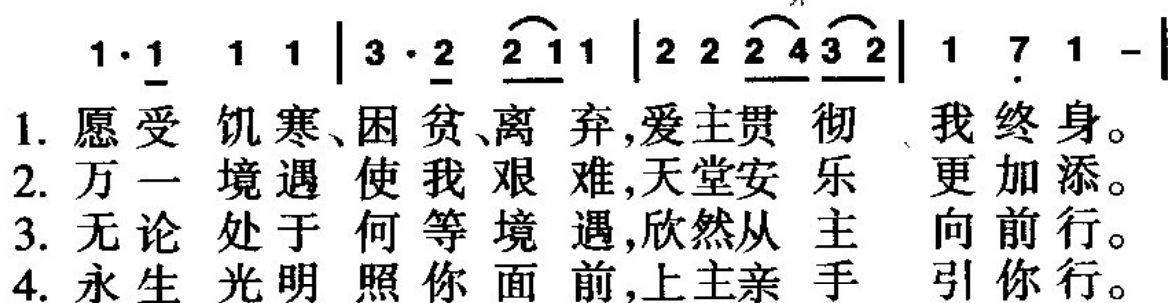 1·1 1 1 | 3·2 2 1 1 | 2 2 2 4 3 2 | 1 7 1 – |
1. 愿受饥寒、困贫、离弃,爱主贯彻我终身。
2. 万一境遇使我艰难,天堂安乐更加添。
3. 无论处于何等境遇,欣然从主向前行。
4. 永生光明照你面前,上主亲手引你行。